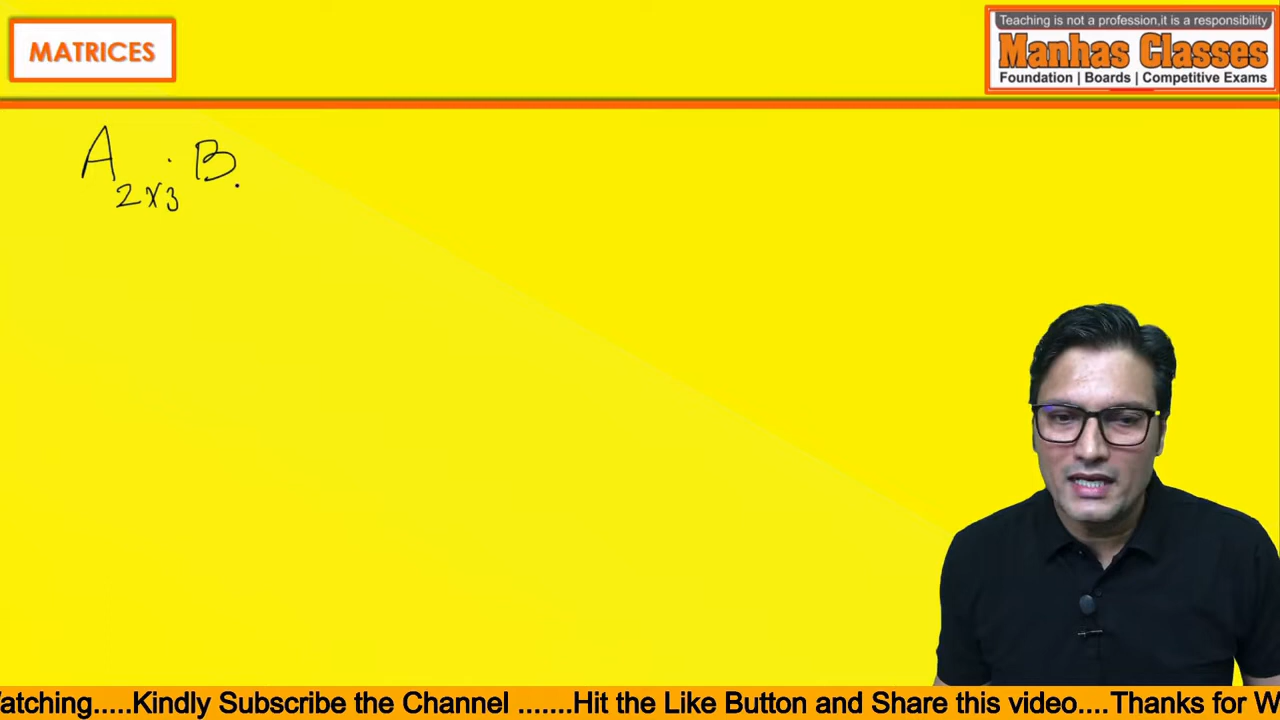 MATRICES
Teaching is not a profession,it is a responsibility
Manhas Classes
Foundation | Boards | Competitive Exams
A 2x3 . B.
atching.....Kindly Subscribe the Channel .......Hit the Like Button and Share this video....Thanks for W